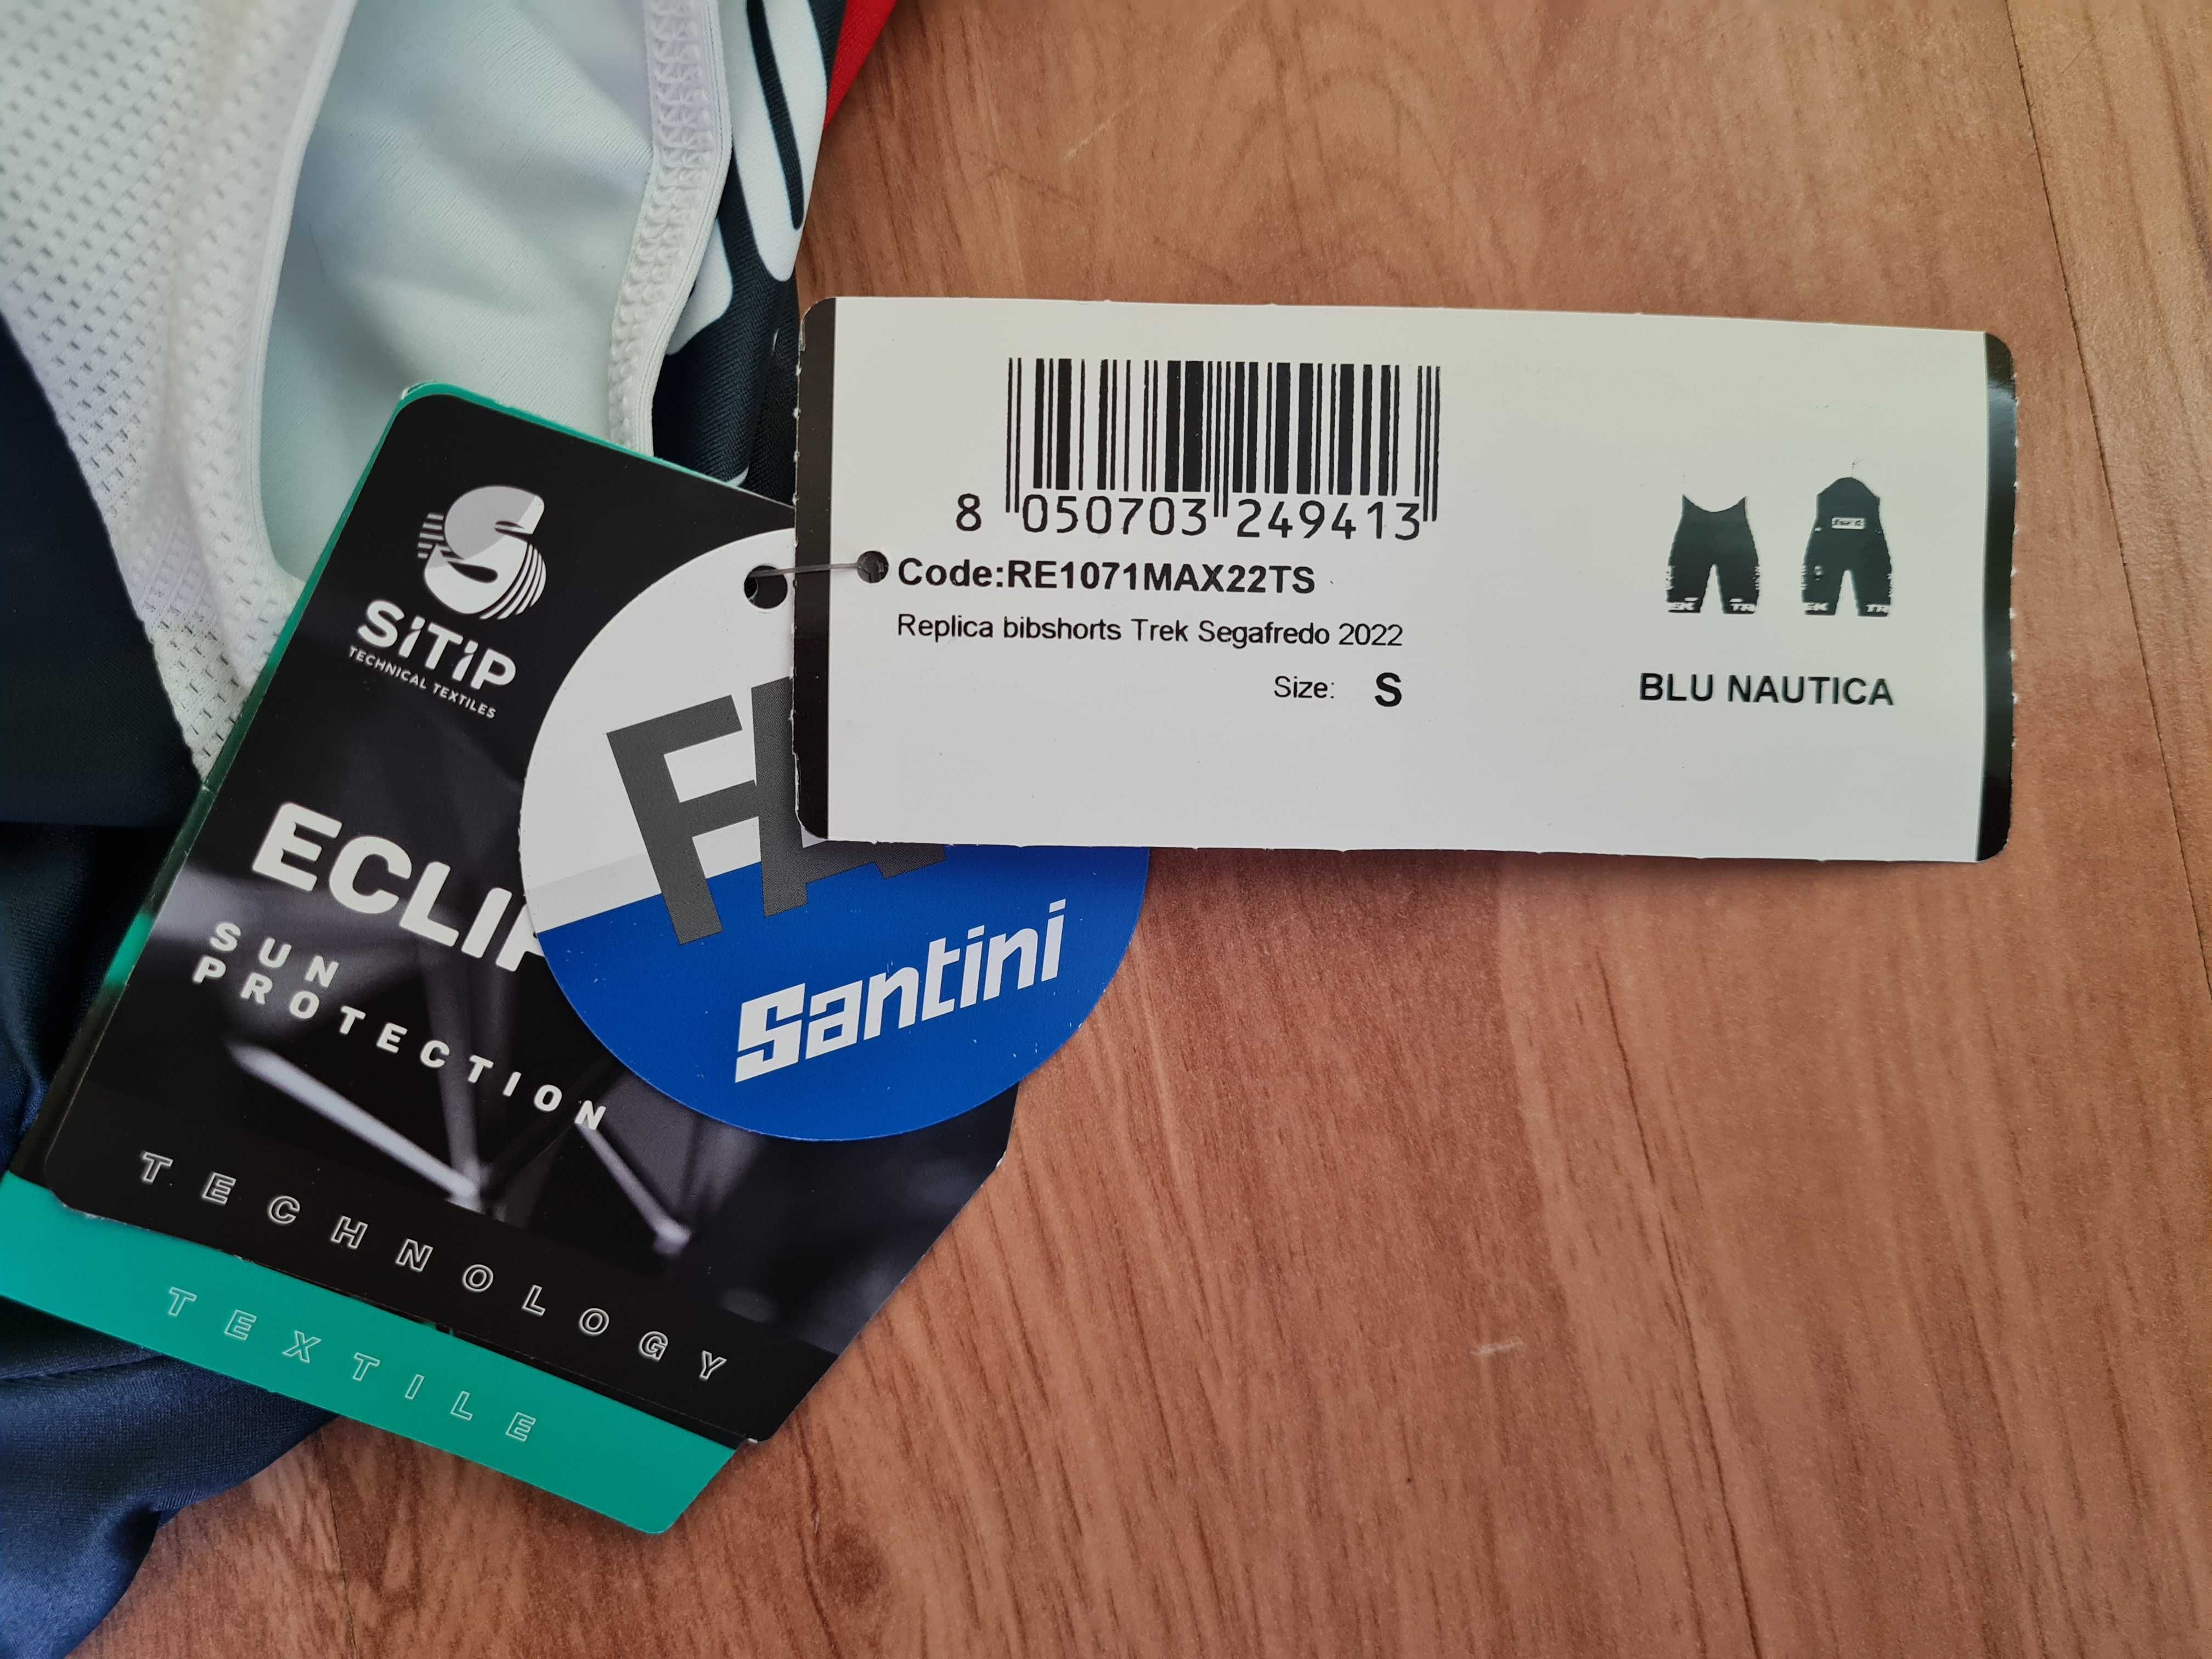 8 050703 249413
Code:RE1071MAX22TS
Replica bibshorts Trek Segafredo 2022
Size: S
BLU NAUTICA
SiTiP
TECHNICAL TEXTILES
SUN
PROTECTION
TECHNOLOGY
TEXTILE
Santini